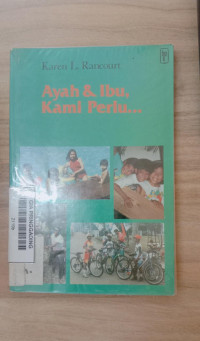 Karen L. Rancourt
Ayah & Ibu,
Kami Perlu....